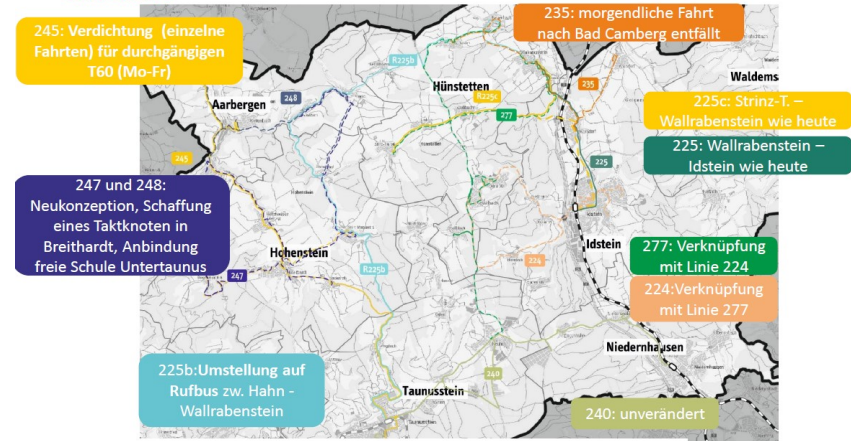 245: Verdichtung (einzelne
Fahrten) für durchgängigen
T60 (Mo-Fr)
235: morgendliche Fahrt
nach Bad Camberg entfällt
R225b
Hünstetten
Waldems
Aarbergen
248
R225c
235
277
225c: Strinz-T. –
Wallrabenstein wie heute
225: Wallrabenstein –
Idstein wie heute
245
225
247 und 248:
Neukonzeption, Schaffung
eines Taktknoten in
Breithardt, Anbindung
freie Schule Untertaunus
Hohenstein
Idstein
247
R225b
224
277: Verknüpfung
mit Linie 224
224:Verknüpfung
mit Linie 277
Niedernhausen
225b:Umstellung auf
Rufbus zw. Hahn -
Wallrabenstein
240
Taunusstein
240: unverändert